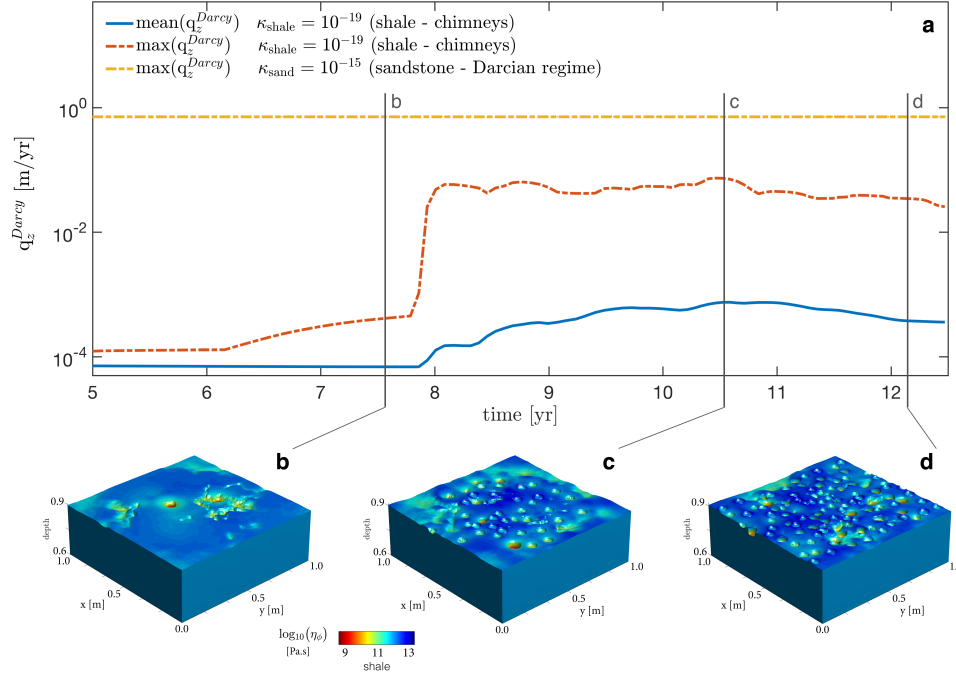 mean(q_z^Darcy) κ_shale = 10^−19 (shale - chimneys)
max(q_z^Darcy) κ_shale = 10^−19 (shale - chimneys)
max(q_z^Darcy) κ_sand = 10^−15 (sandstone - Darcian regime)
a
b
c
d
10^0
10^−2
10^−4
q_z^Darcy [m/yr]
5 6 7 8 9 10 11 12
time [yr]
b
0.9
depth
0.6
1.0
x [m]
0.5
0.0
0.5
y [m]
1.0
c
0.9
depth
0.6
1.0
x [m]
0.5
0.0
0.5
y [m]
1.0
d
0.9
depth
0.6
1.0
x [m]
0.5
0.0
0.5
y [m]
1.0
log10(η_ϕ)
[Pa.s]
9 11 13
shale